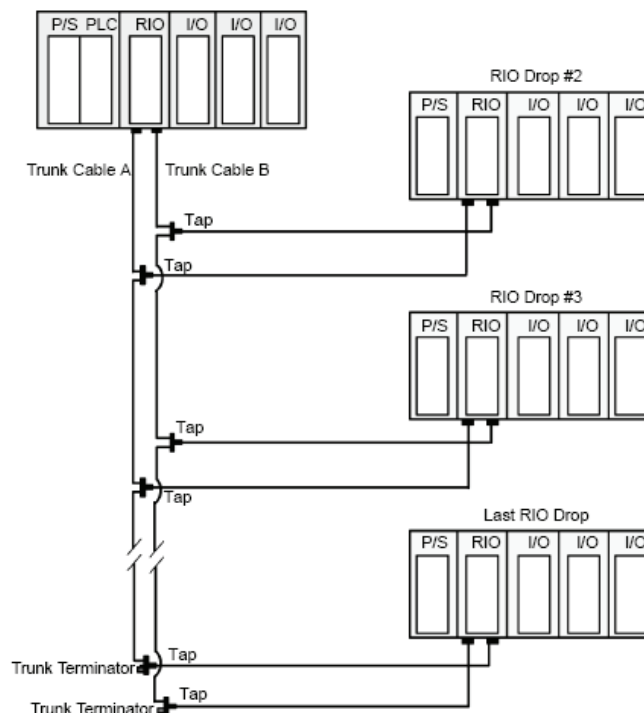 P/S PLC RIO I/O I/O I/O
RIO Drop #2
P/S RIO I/O I/O I/O
Trunk Cable A
Trunk Cable B
Tap
Tap
RIO Drop #3
P/S RIO I/O I/O I/O
Tap
Tap
Last RIO Drop
P/S RIO I/O I/O I/O
Tap
Trunk Terminator
Tap
Trunk Terminator